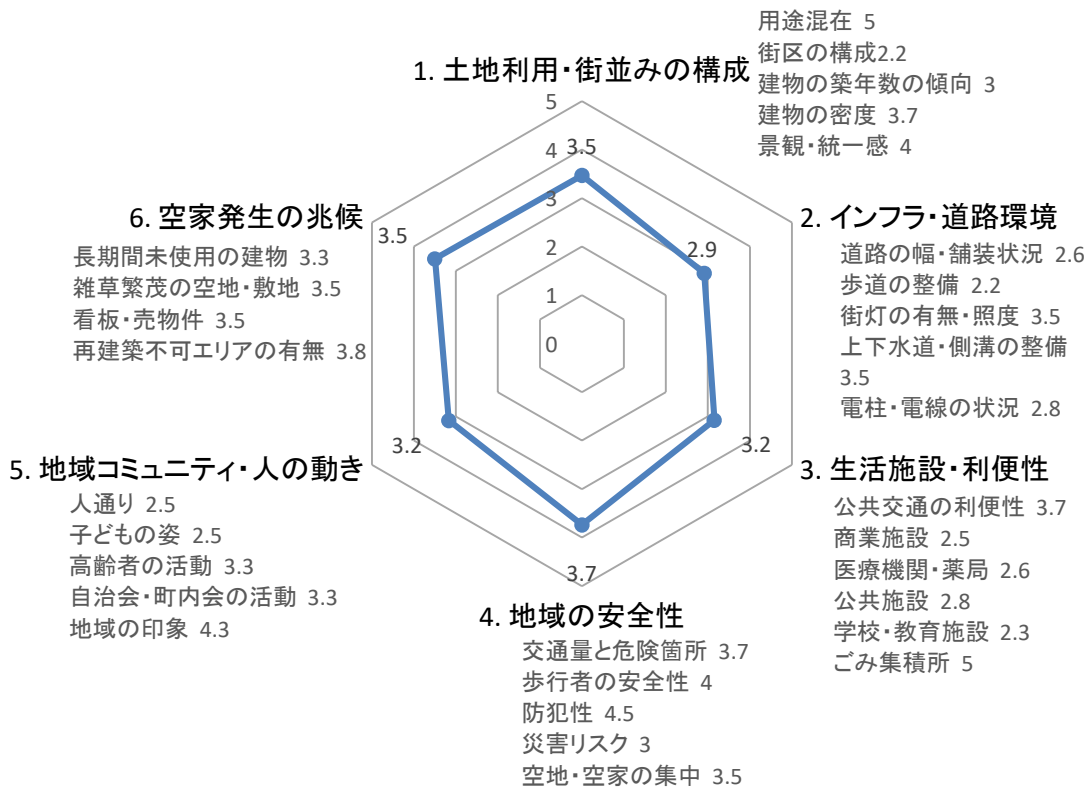 1. 土地利用・街並みの構成
用途混在 5
街区の構成2.2
建物の築年数の傾向 3
建物の密度 3.7
景観・統一感 4
5
4
3
2
1
0
3.5
2.9
3.2
3.7
3.2
3.5
2. インフラ・道路環境
道路の幅・舗装状況 2.6
歩道の整備 2.2
街灯の有無・照度 3.5
上下水道・側溝の整備
3.5
電柱・電線の状況 2.8
3. 生活施設・利便性
公共交通の利便性 3.7
商業施設 2.5
医療機関・薬局 2.6
公共施設 2.8
学校・教育施設 2.3
ごみ集積所 5
4. 地域の安全性
交通量と危険箇所 3.7
歩行者の安全性 4
防犯性 4.5
災害リスク 3
空地・空家の集中 3.5
5. 地域コミュニティ・人の動き
人通り 2.5
子どもの姿 2.5
高齢者の活動 3.3
自治会・町内会の活動 3.3
地域の印象 4.3
6. 空家発生の兆候
長期間未使用の建物 3.3
雑草繁茂の空地・敷地 3.5
看板・売物件 3.5
再建築不可エリアの有無 3.8